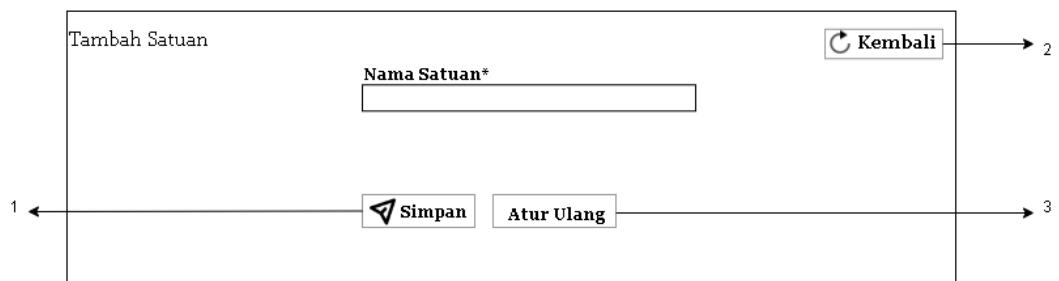 Tambah Satuan
Kembali
2
Nama Satuan*
1
Simpan
Atur Ulang
3